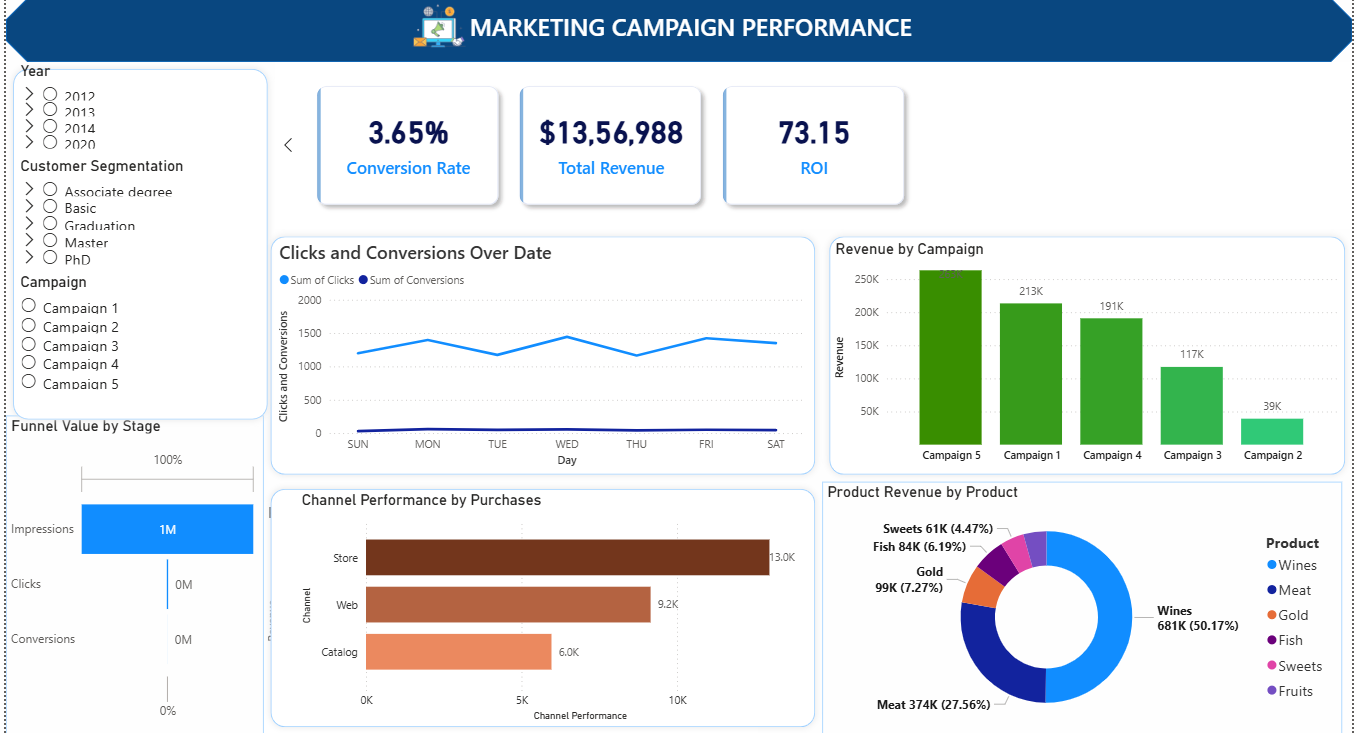 MARKETING CAMPAIGN PERFORMANCE
Year
2012
2013
2014
2020
Customer Segmentation
Associate degree
Basic
Graduation
Master
PhD
Campaign
Campaign 1
Campaign 2
Campaign 3
Campaign 4
Campaign 5
3.65%
Conversion Rate
$13,56,988
Total Revenue
73.15
ROI
Clicks and Conversions Over Date
Sum of Clicks Sum of Conversions
Clicks and Conversions
2000
1500
1000
500
0
SUN MON TUE WED THU FRI SAT
Day
Revenue by Campaign
Revenue
250K
200K
150K
100K
50K
213K
191K
117K
39K
Campaign 5 Campaign 1 Campaign 4 Campaign 3 Campaign 2
Funnel Value by Stage
100%
Impressions 1M
Clicks 0M
Conversions 0M
0%
Channel Performance by Purchases
Channel
Store 13.0K
Web 9.2K
Catalog 6.0K
0K 5K 10K
Channel Performance
Product Revenue by Product
Sweets 61K (4.47%)
Fish 84K (6.19%)
Gold
99K (7.27%)
Meat 374K (27.56%)
Wines
681K (50.17%)
Product
Wines
Meat
Gold
Fish
Sweets
Fruits